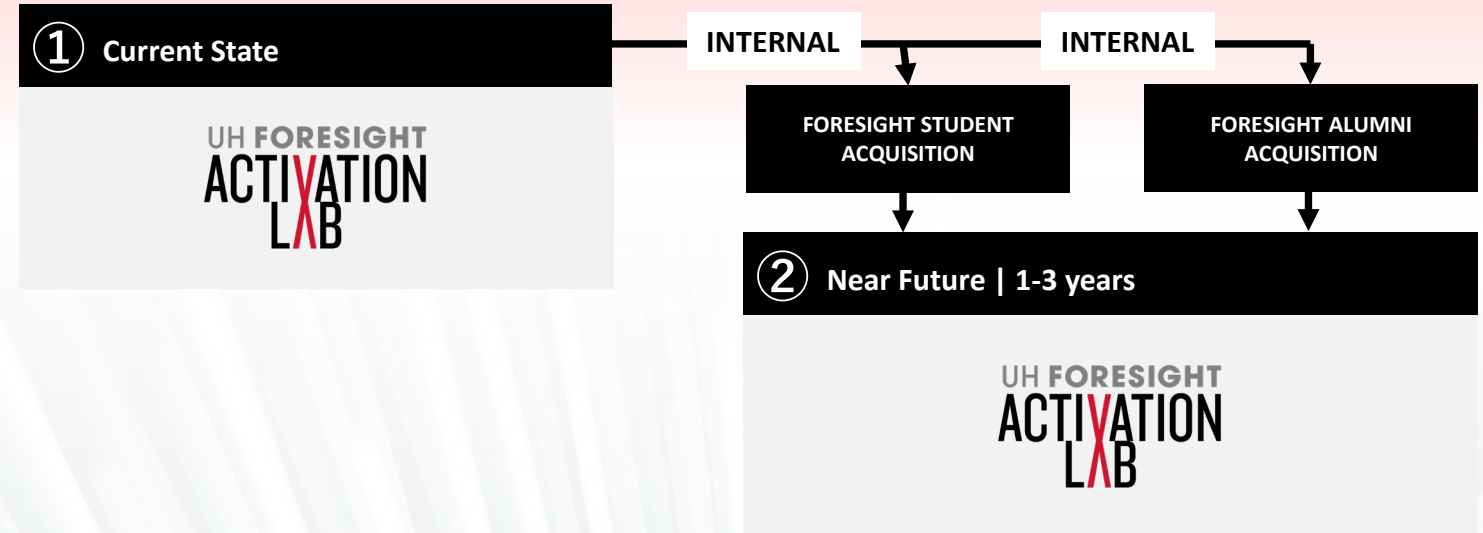 ① Current State
UH FORESIGHT
ACTIVATION
LAB
INTERNAL
INTERNAL
FORESIGHT STUDENT
ACQUISITION
FORESIGHT ALUMNI
ACQUISITION
② Near Future | 1-3 years
UH FORESIGHT
ACTIVATION
LAB